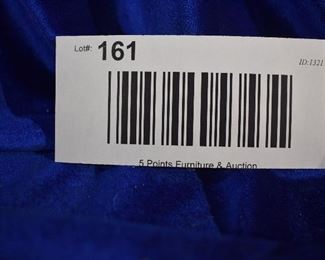 Lot#: 161
ID:1321
5 Points Furniture & Auction